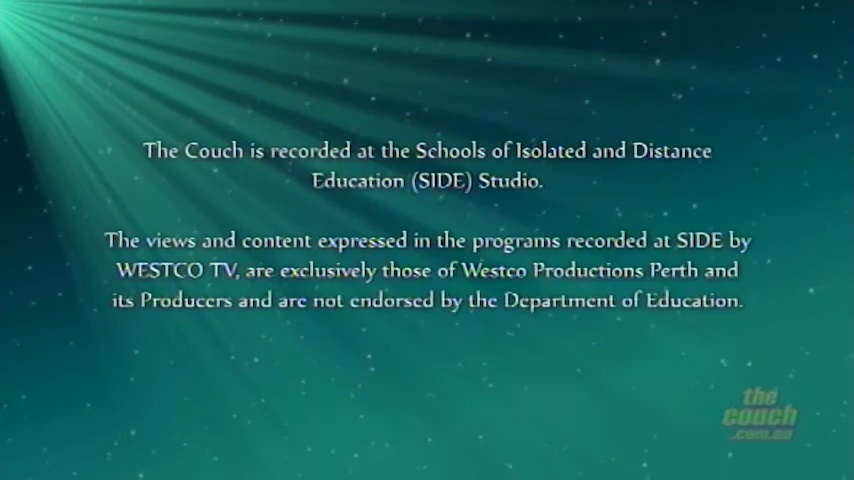 The Couch is recorded at the Schools of Isolated and Distance
Education (SIDE) Studio.
The views and content expressed in the programs recorded at SIDE by
WESTCO TV, are exclusively those of Westco Productions Perth and
its Producers and are not endorsed by the Department of Education.
the
couch
.com.au